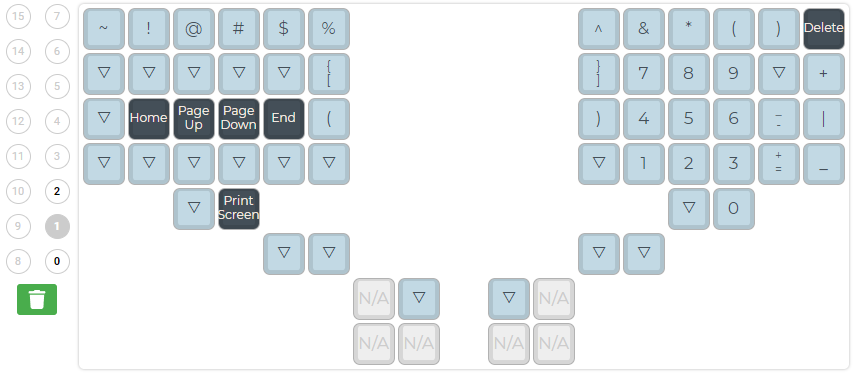 15 7 ~ ! @ # $ % ^ & * ( ) Delete
14 6 ▽ ▽ ▽ ▽ ▽ { [ } ] 7 8 9 ▽ +
13 5
12 4 ▽ Home Page Up Page Down End ( ) 4 5 6 _ - |
11 3 ▽ ▽ ▽ ▽ ▽ ▽ ▽ 1 2 3 + = _
10 2 ▽ Print Screen ▽ 0
9 1
8 0 ▽ ▽ ▽ ▽
N/A ▽ ▽ N/A
N/A N/A N/A N/A